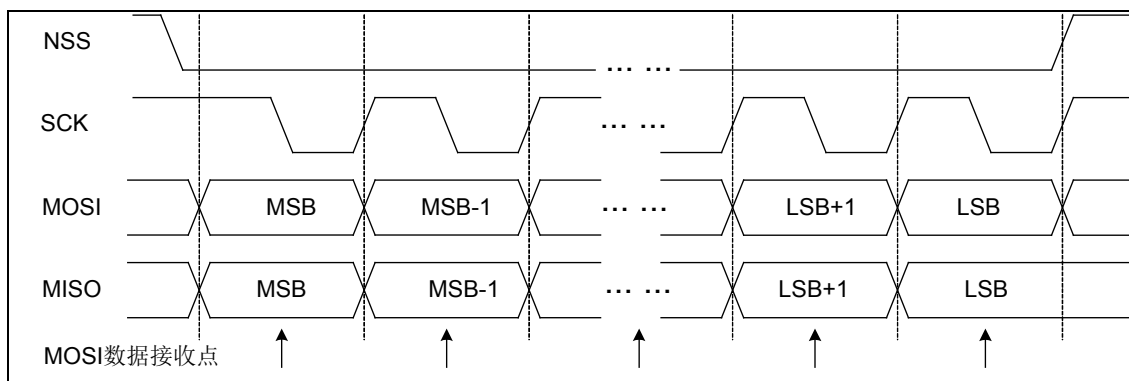 NSS
... ...
SCK
... ...
MOSI MSB MSB-1 ... ... LSB+1 LSB
MISO MSB MSB-1 ... ... LSB+1 LSB
MOSI数据接收点